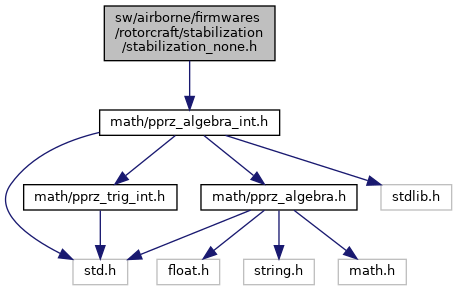 sw/airborne/firmwares
/rotorcraft/stabilization
/stabilization_none.h
math/pprz_algebra_int.h
math/pprz_trig_int.h
math/pprz_algebra.h
stdlib.h
std.h
float.h
string.h
math.h